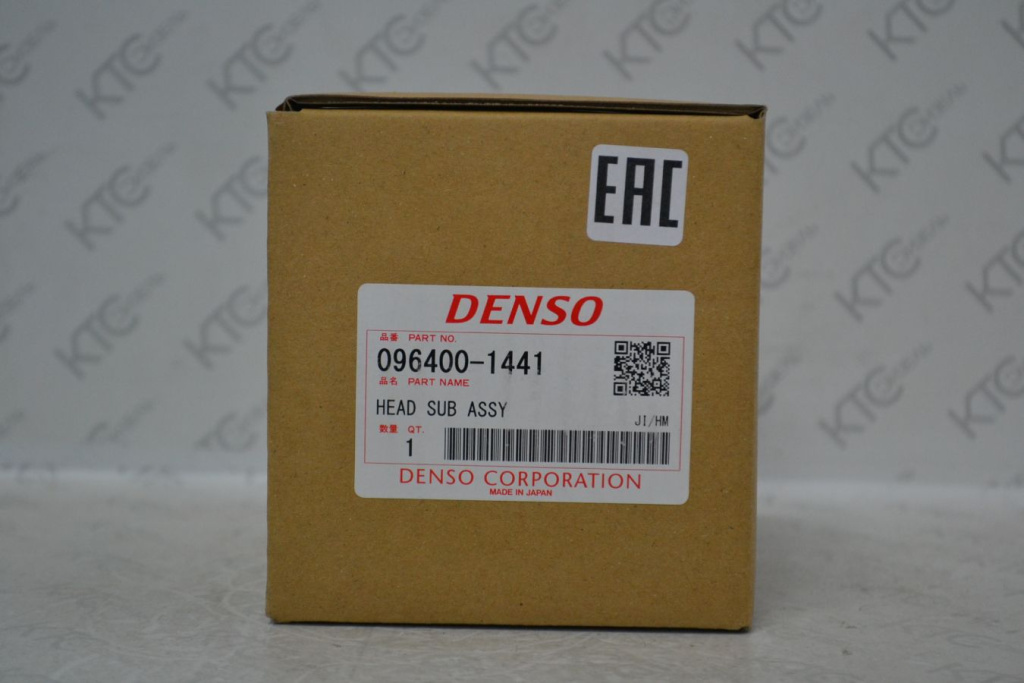 EAC
DENSO
品番 PART NO.
096400-1441
品名 PART NAME
HEAD SUB ASSY
JI/HM
数量 QT.
1
DENSO CORPORATION
MADE IN JAPAN